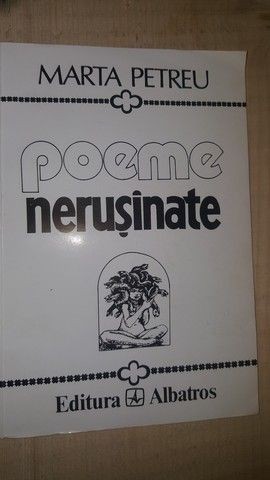 MARTA PETREU
poeme
nerușinate
Editura Albatros